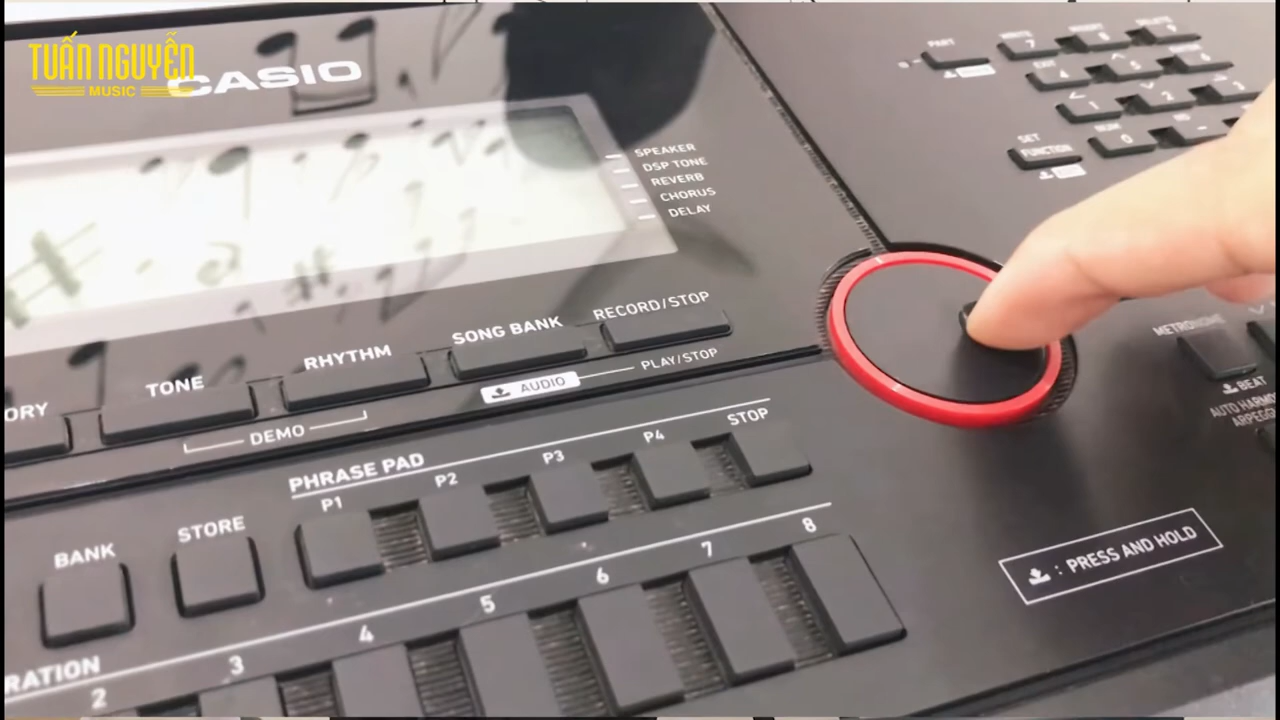 TUẤN NGUYỄN
MUSIC
CASIO
SPEAKER
DSP TONE
REVERB
CHORUS
DELAY
PART
7
8
9
EXIT
4
5
6
1
2
3
NUM
0
-
SET
FUNCTION
ORY
TONE
RHYTHM
SONG BANK
RECORD/STOP
DEMO
AUDIO
PLAY/STOP
PHRASE PAD
P1
P2
P3
P4
STOP
BANK
STORE
RATION
2
3
4
5
6
7
8
METRONOME
BEAT
AUTO HARMO
ARPEGG
: PRESS AND HOLD